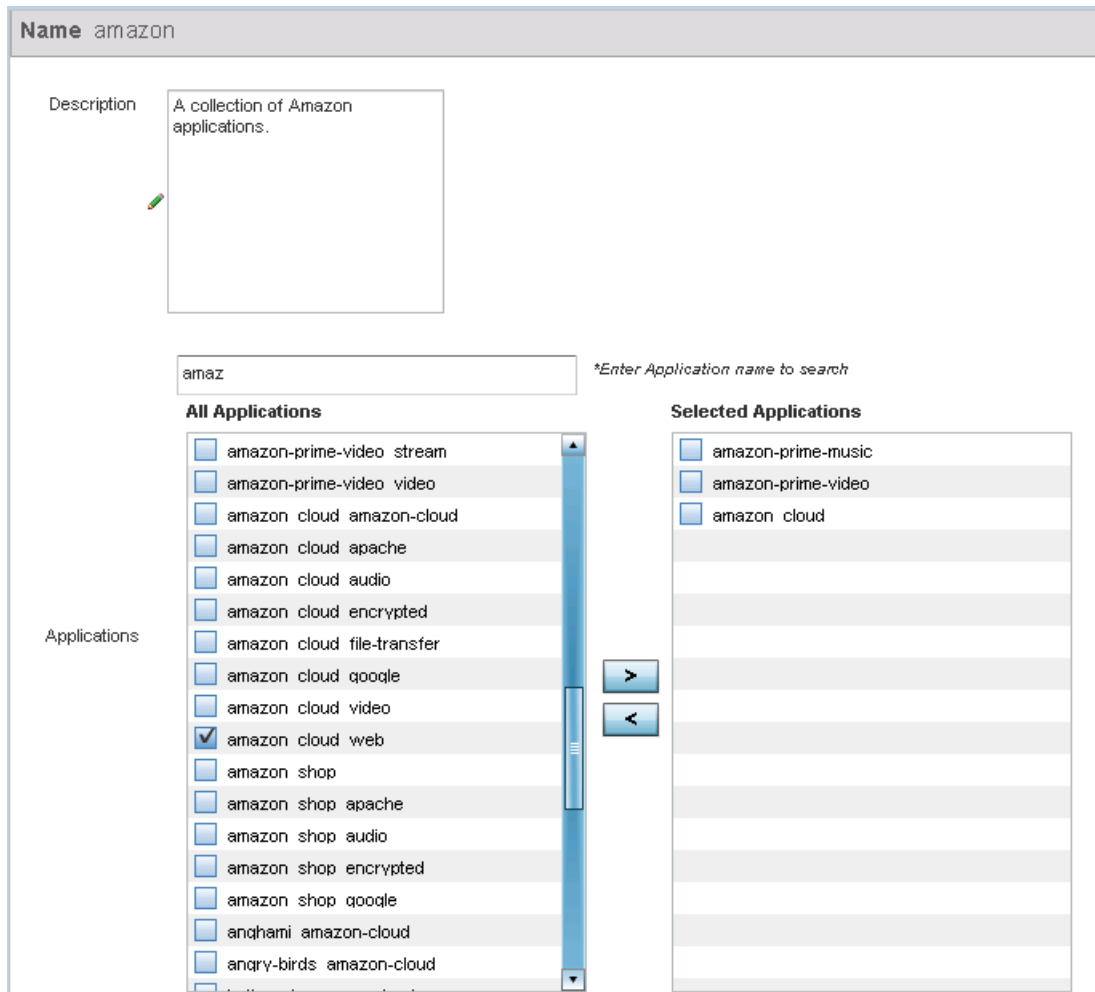 Name amazon
Description
A collection of Amazon
applications.
amaz
*Enter Application name to search
All Applications
Selected Applications
amazon-prime-video stream
amazon-prime-video video
amazon cloud amazon-cloud
amazon cloud apache
amazon cloud audio
amazon cloud encrypted
amazon cloud file-transfer
amazon cloud google
amazon cloud video
amazon cloud web
amazon shop
amazon shop apache
amazon shop audio
amazon shop encrypted
amazon shop google
anghami amazon-cloud
angry-birds amazon-cloud
Applications
>
<
amazon-prime-music
amazon-prime-video
amazon cloud